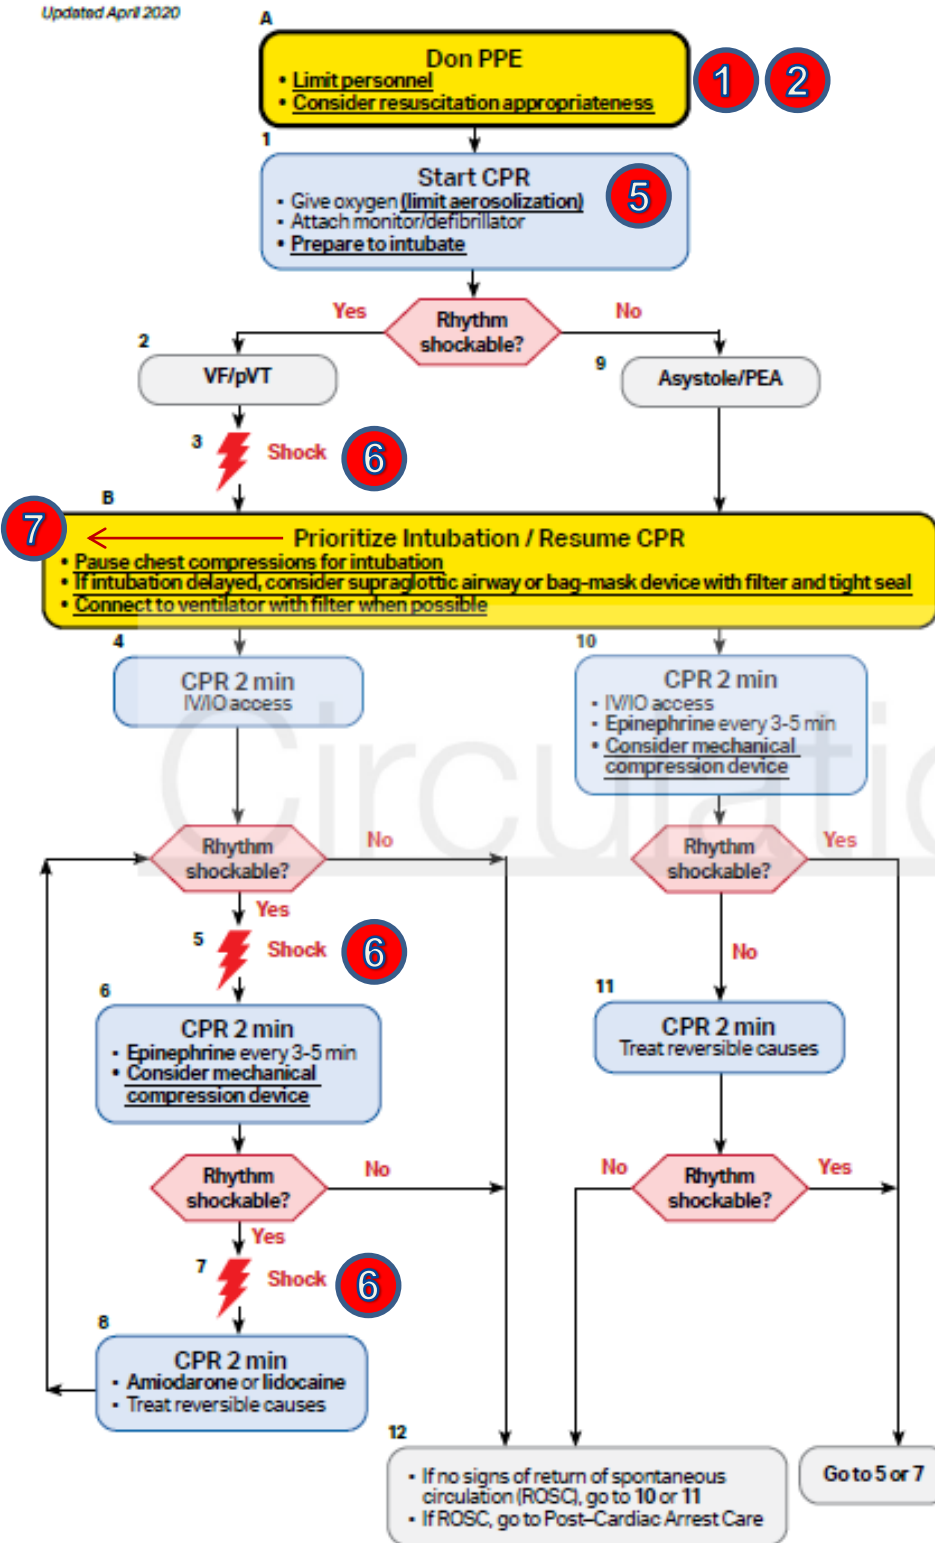 Updated April 2020
A
Don PPE
• Limit personnel
• Consider resuscitation appropriateness
1 2
1
Start CPR
• Give oxygen (limit aerosolization)
• Attach monitor/defibrillator
• Prepare to intubate
5
Yes
Rhythm
shockable?
No
2
VF/pVT
9
Asystole/PEA
3
Shock
6
B
7
Prioritize Intubation / Resume CPR
• Pause chest compressions for intubation
• If intubation delayed, consider supraglottic airway or bag-mask device with filter and tight seal
• Connect to ventilator with filter when possible
4
CPR 2 min
IV/IO access
10
CPR 2 min
• IV/IO access
• Epinephrine every 3-5 min
• Consider mechanical
compression device
Circulatio
Rhythm
shockable?
No
Yes
Rhythm
shockable?
Yes
No
5
Shock
6
6
CPR 2 min
• Epinephrine every 3-5 min
• Consider mechanical
compression device
11
CPR 2 min
Treat reversible causes
Rhythm
shockable?
No
Yes
No
Rhythm
shockable?
Yes
7
Shock
6
8
CPR 2 min
• Amiodarone or lidocaine
• Treat reversible causes
12
• If no signs of return of spontaneous
circulation (ROSC), go to 10 or 11
• If ROSC, go to Post–Cardiac Arrest Care
Go to 5 or 7